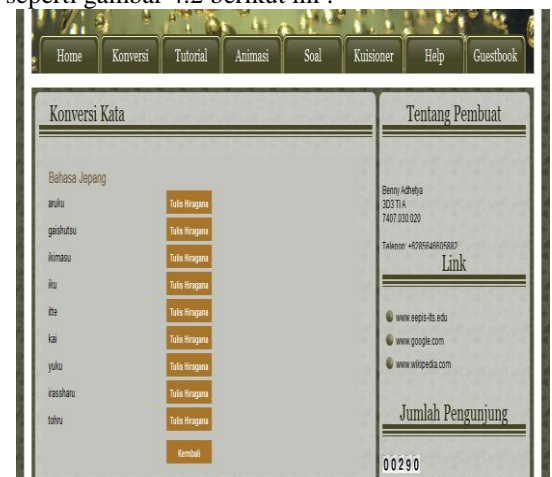 seperti gambar 4.2 berikut ini :
Home Konversi Tutorial Animasi Soal Kuisioner Help Guestbook
Konversi Kata
Bahasa Jepang
aruku Tulis Hiragana
gaishutsu Tulis Hiragana
ikimasu Tulis Hiragana
iku Tulis Hiragana
itte Tulis Hiragana
kai Tulis Hiragana
yuku Tulis Hiragana
irassharu Tulis Hiragana
tohru Tulis Hiragana
Kembali
Tentang Pembuat
Benny Adhetya
3D3 TI A
7407.030.020
Telepon: +6285646605882
Link
www.eepis-its.edu
www.google.com
www.wikipedia.com
Jumlah Pengunjung
00290